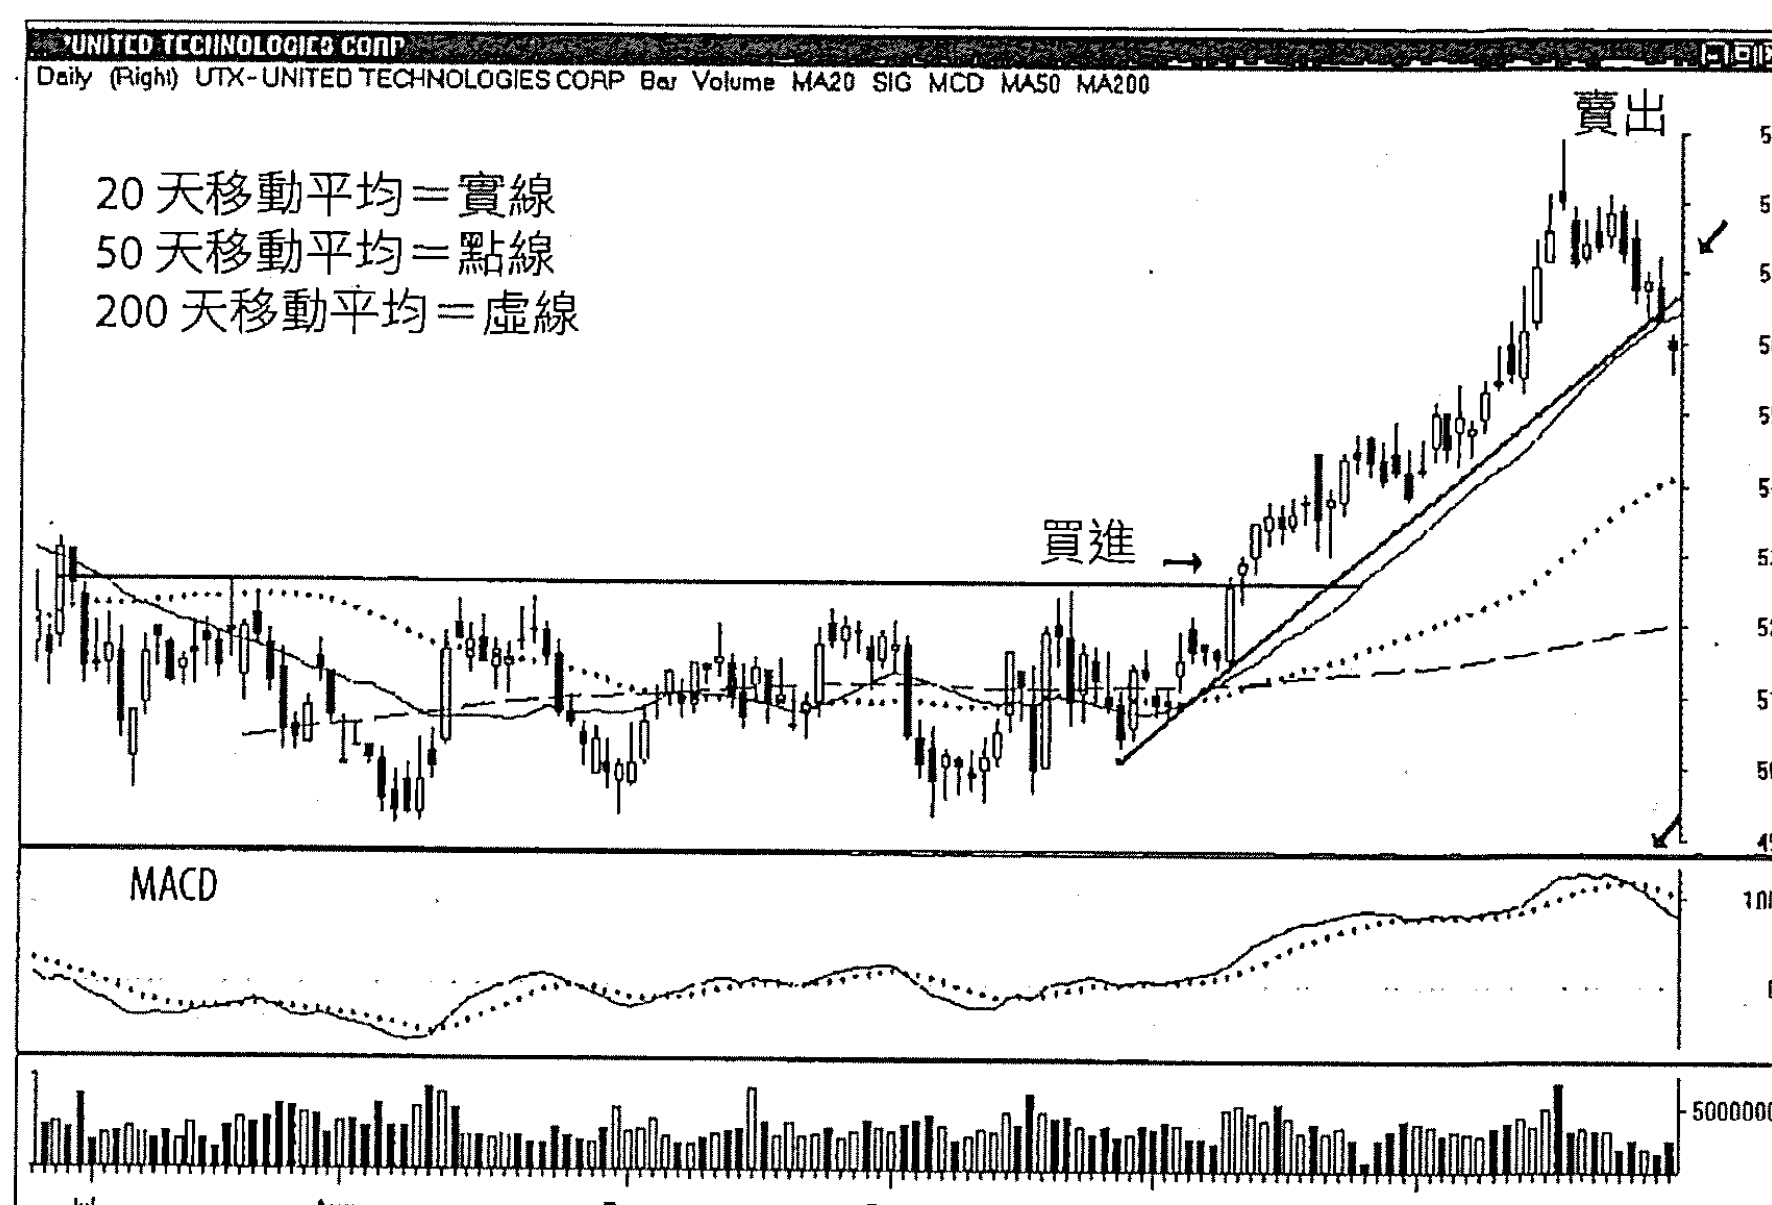 UNITED TECHNOLOGIES CORP
Daily (Right) UTX-UNITED TECHNOLOGIES CORP Bar Volume MA20 SIG MCD MA50 MA200
賣出
20 天移動平均＝實線
50 天移動平均＝點線
200 天移動平均＝虛線
買進
MACD